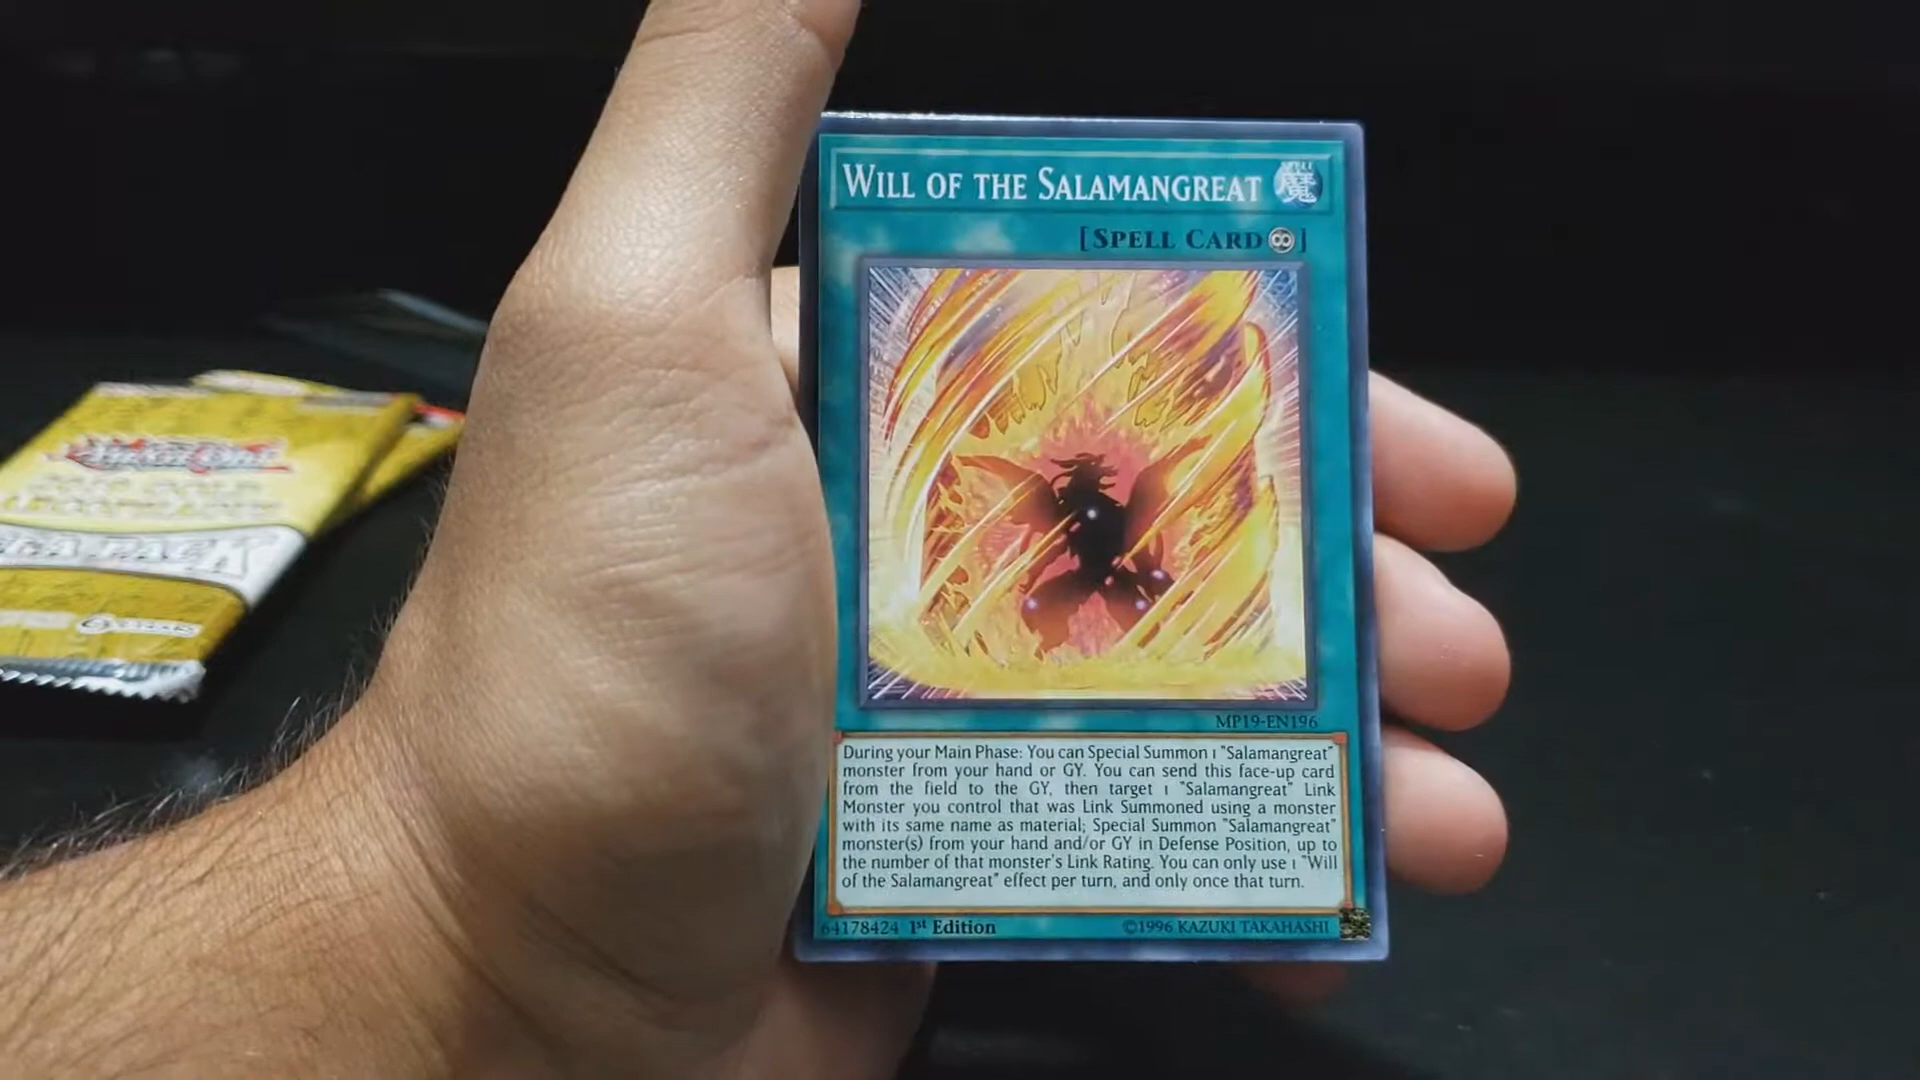 WILL OF THE SALAMANGREAT
SPELL
魔
[SPELL CARD]
MP19-EN196
During your Main Phase: You can Special Summon 1 "Salamangreat"
monster from your hand or GY. You can send this face-up card
from the field to the GY, then target 1 "Salamangreat" Link
Monster you control that was Link Summoned using a monster
with its same name as material; Special Summon "Salamangreat"
monster(s) from your hand and/or GY in Defense Position, up to
the number of that monster's Link Rating. You can only use 1 "Will
of the Salamangreat" effect per turn, and only once that turn.
64178424 1st Edition
©1996 KAZUKI TAKAHASHI